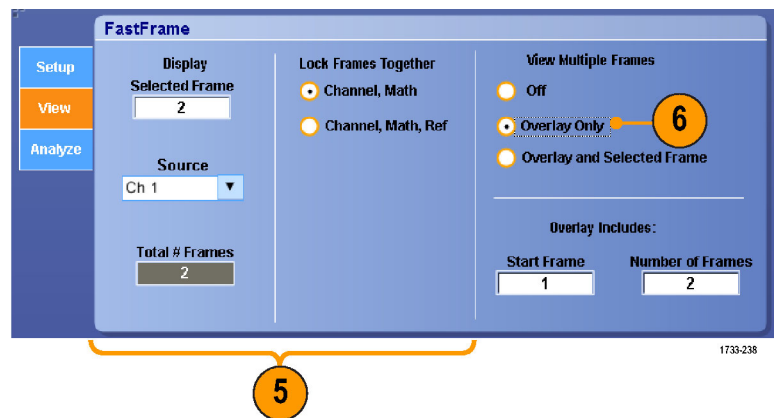 FastFrame
Setup
View
Analyze
Display
Selected Frame
2
Source
Ch 1
Total # Frames
2
Lock Frames Together
Channel, Math
Channel, Math, Ref
View Multiple Frames
Off
Overlay Only
6
Overlay and Selected Frame
Overlay Includes:
Start Frame
1
Number of Frames
2
1733-238
5